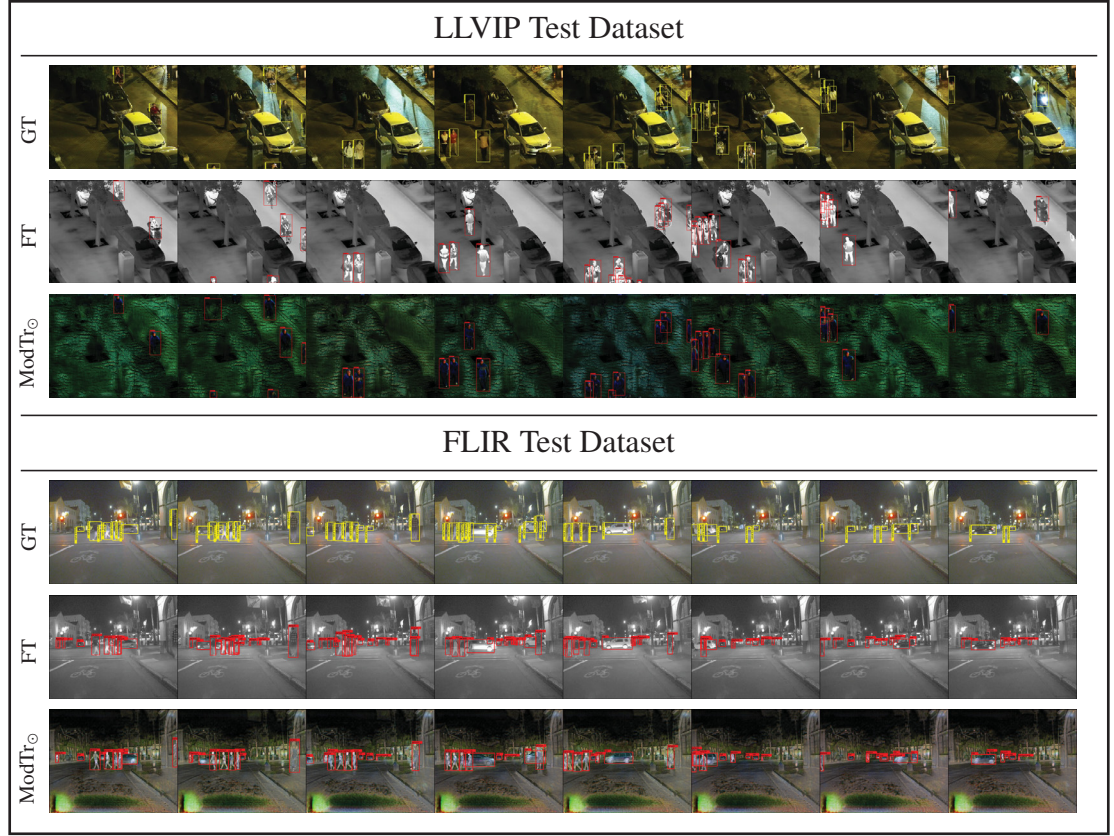 LLVIP Test Dataset
GT
FT
ModTr⊙
FLIR Test Dataset
GT
FT
ModTr⊙